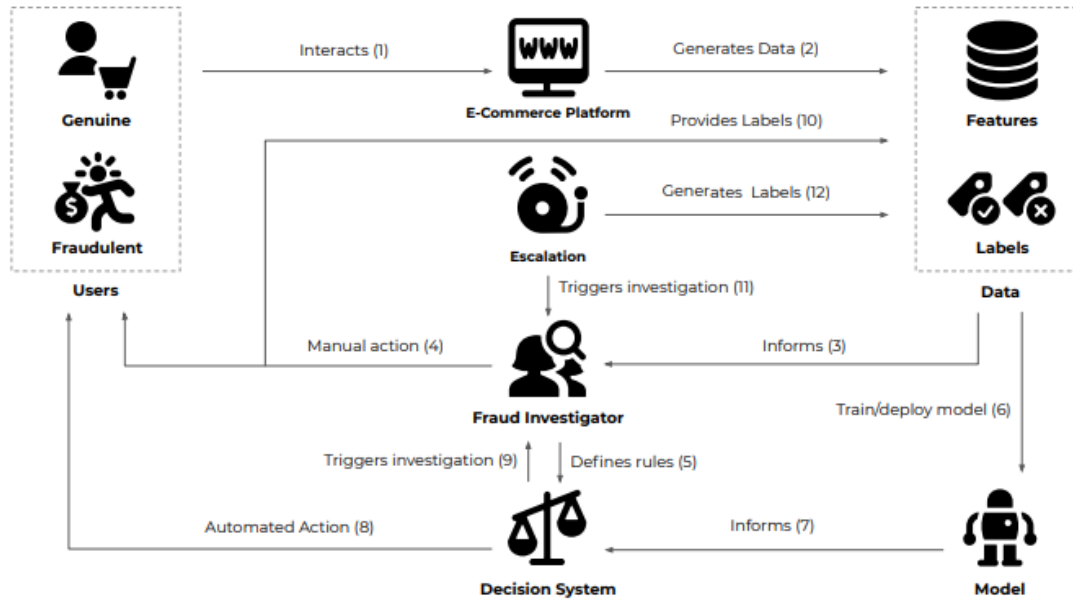 Interacts (1)
Generates Data (2)
WWW
Genuine
E-Commerce Platform
Features
Provides Labels (10)
$
Generates Labels (12)
Fraudulent
Escalation
Labels
Users
Triggers investigation (11)
Data
Manual action (4)
Informs (3)
Train/deploy model (6)
Fraud Investigator
Triggers investigation (9)
Defines rules (5)
Automated Action (8)
Informs (7)
Decision System
Model